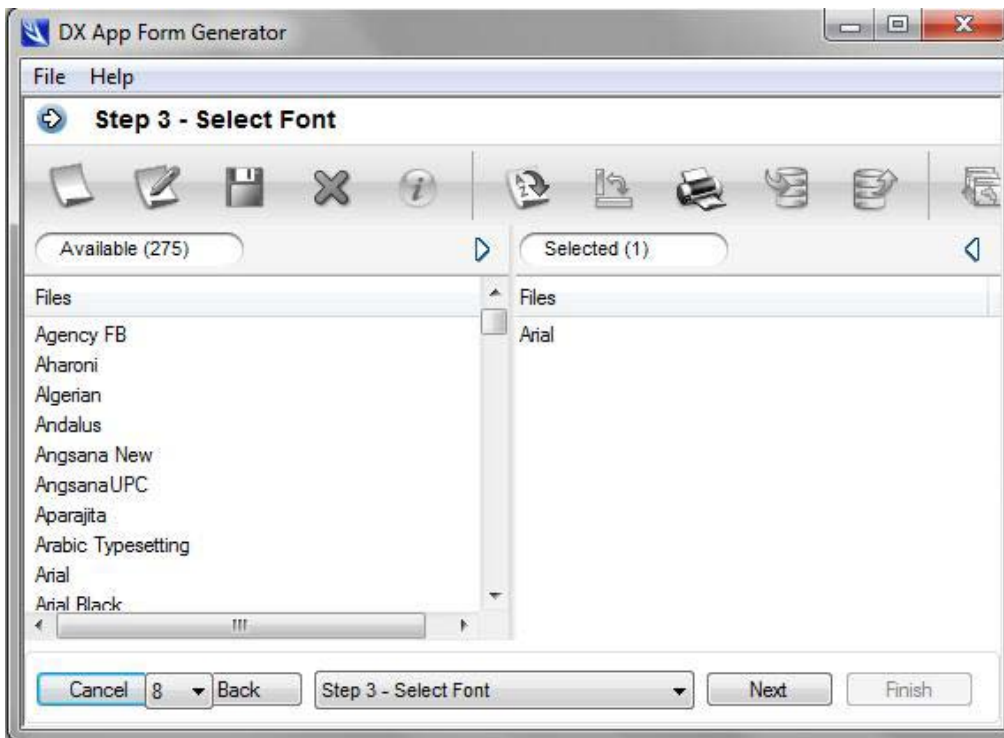 DX App Form Generator
File Help
Step 3 - Select Font
Available (275)
Selected (1)
Files
Agency FB
Aharoni
Algerian
Andalus
Angsana New
AngsanaUPC
Aparajita
Arabic Typesetting
Arial
Arial Black
Files
Arial
Cancel 8 Back Step 3 - Select Font Next Finish